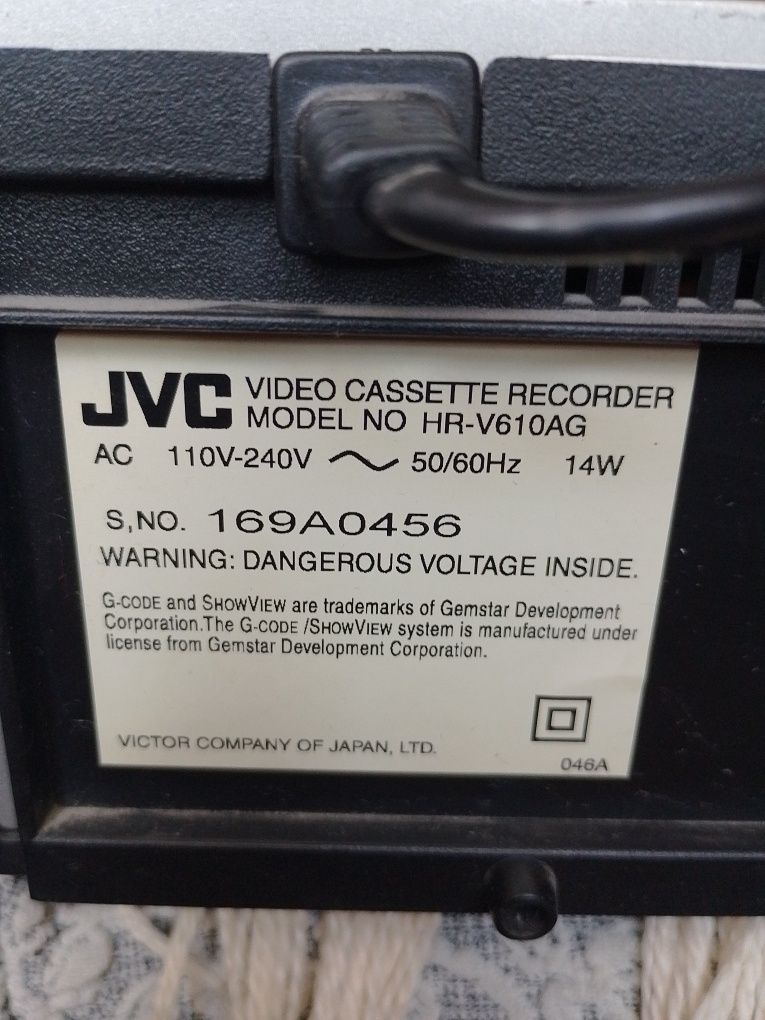 JVC VIDEO CASSETTE RECORDER
MODEL NO HR-V610AG
AC 110V-240V ~ 50/60Hz 14W
S,NO. 169A0456
WARNING: DANGEROUS VOLTAGE INSIDE.
G-CODE and SHOWVIEW are trademarks of Gemstar Development
Corporation.The G-CODE /SHOWVIEW system is manufactured under
license from Gemstar Development Corporation.
VICTOR COMPANY OF JAPAN, LTD.
046A